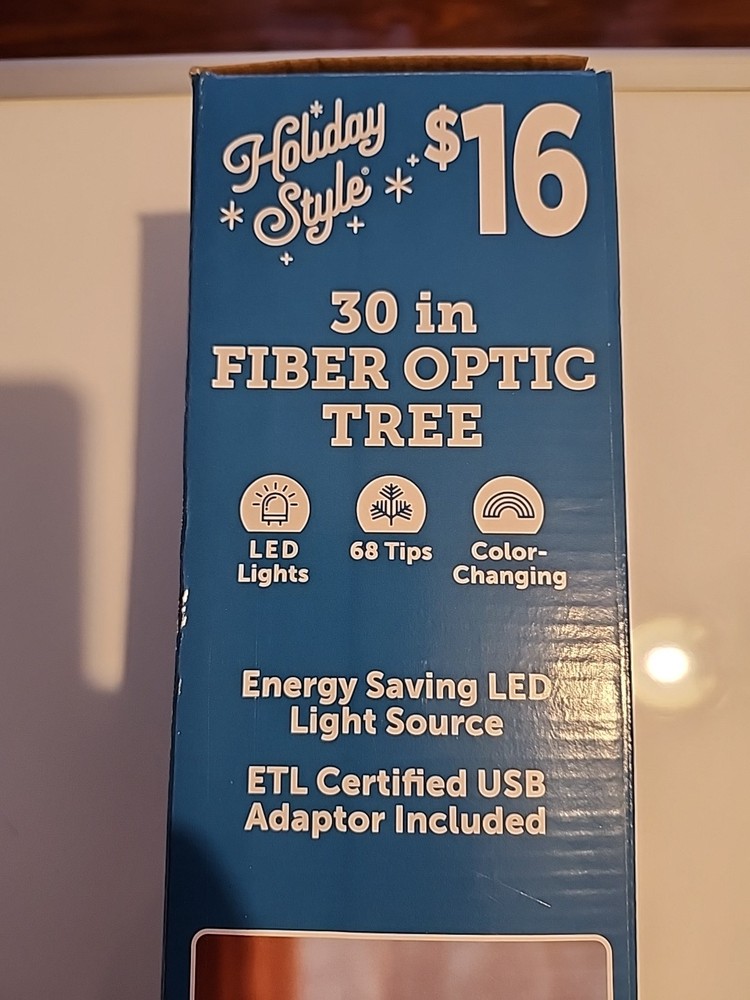 Holiday
Style®
$16
30 in
FIBER OPTIC
TREE
LED
Lights
68 Tips
Color-
Changing
Energy Saving LED
Light Source
ETL Certified USB
Adaptor Included